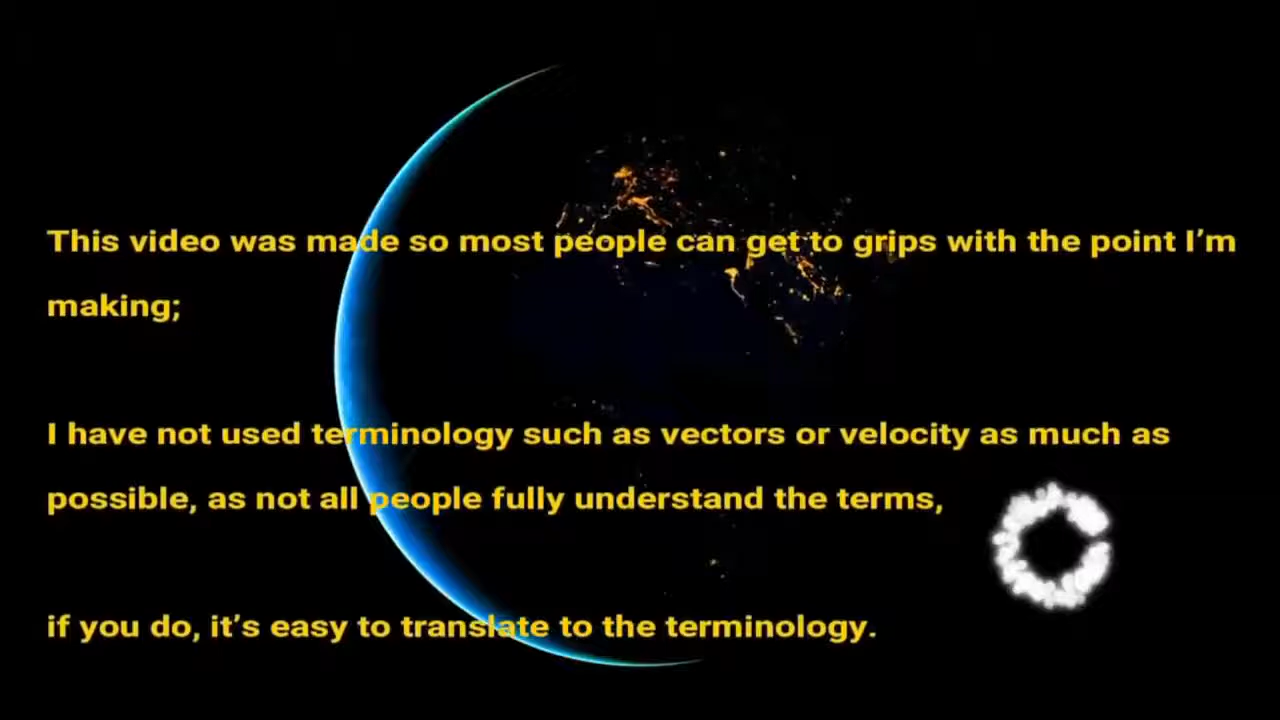 This video was made so most people can get to grips with the point I'm
making;
I have not used terminology such as vectors or velocity as much as
possible, as not all people fully understand the terms,
if you do, it's easy to translate to the terminology.